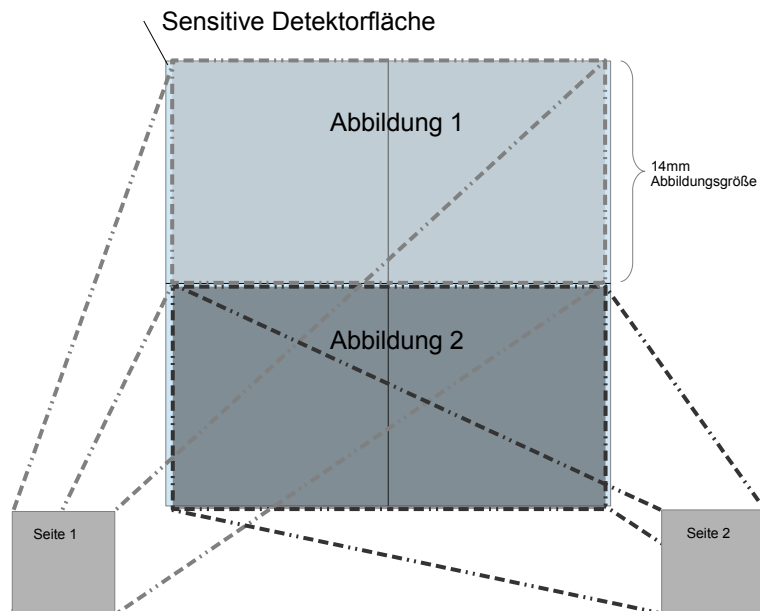 Sensitive Detektorfläche
Abbildung 1
14mm
Abbildungsgröße
Abbildung 2
Seite 1
Seite 2